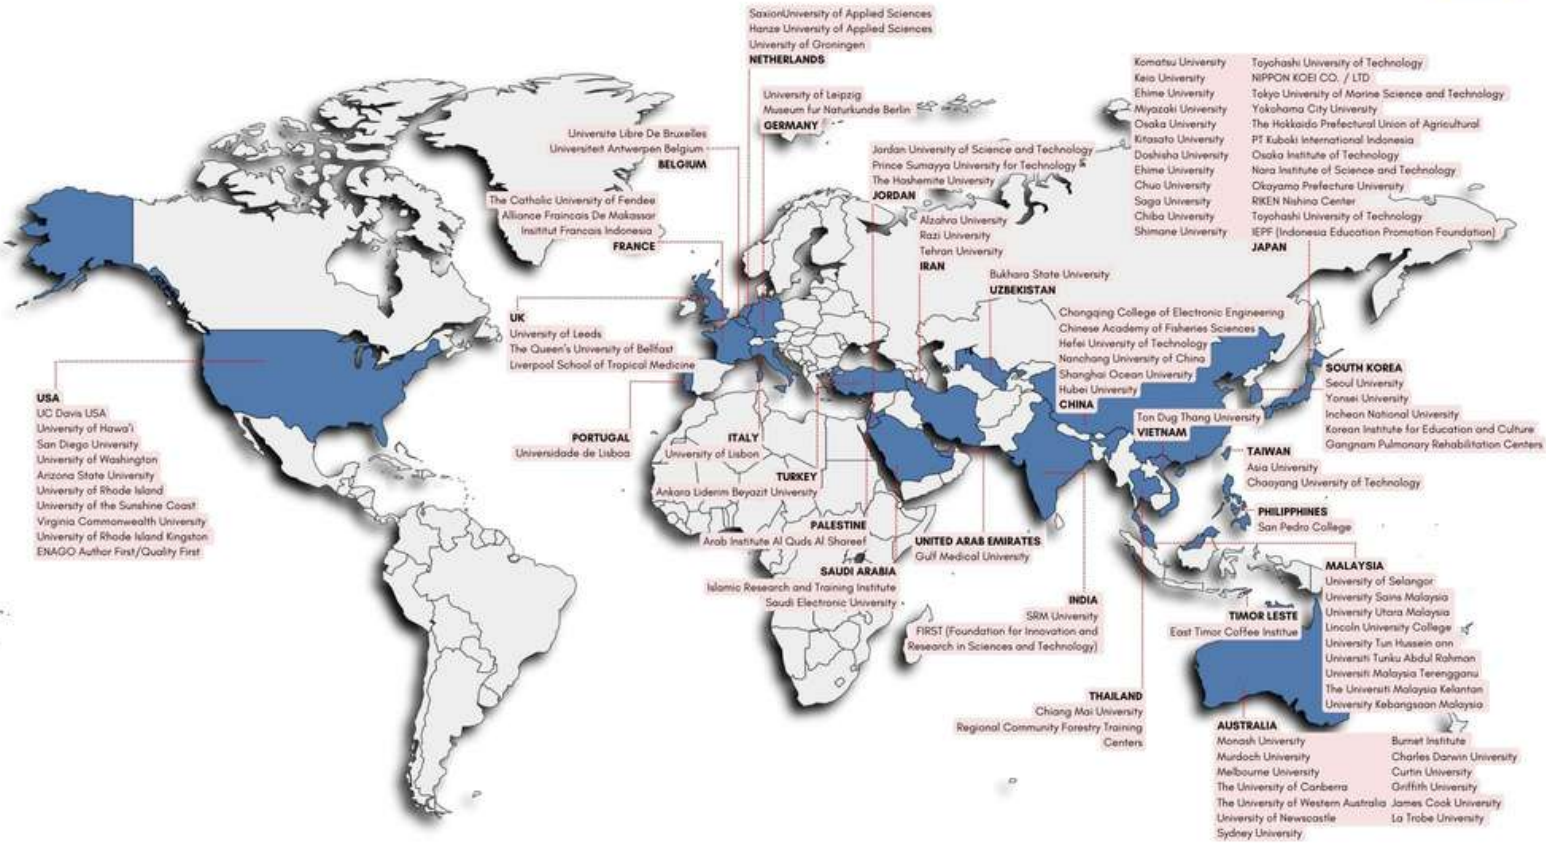 SaxionUniversity of Applied Sciences
Hanze University of Applied Sciences
University of Groningen
NETHERLANDS
University of Leipzig
Museum fur Naturkunde Berlin
GERMANY
Universite Libre De Bruxelles
Universiteit Antwerpen Belgium
BELGIUM
The Catholic University of Fendee
Alliance Fraincais De Makassar
Insititut Francais Indonesia
FRANCE
Jordan University of Science and Technology
Prince Sumayya University for Technology
The Hashemite University
JORDAN
Alzahra University
Razi University
Tehran University
IRAN
Bukhara State University
UZBEKISTAN
Komatsu University
Keio University
Ehime University
Miyazaki University
Osaka University
Kitasato University
Doshisha University
Ehime University
Chuo University
Saga University
Chiba University
Shimane University
Toyohashi University of Technology
NIPPON KOEI CO. / LTD
Tokyo University of Marine Science and Technology
Yokohama City University
The Hokkaido Prefectural Union of Agricultural
PT Kuboki International Indonesia
Osaka Institute of Technology
Nara Institute of Science and Technology
Okayama Prefecture University
RIKEN Nishina Center
Toyohashi University of Technology
IEPF (Indonesia Education Promotion Foundation)
JAPAN
Chongqing College of Electronic Engineering
Chinese Academy of Fisheries Sciences
Hefei University of Technology
Nanchang University of China
Shanghai Ocean University
Hubei University
CHINA
Ton Dug Thang University
VIETNAM
SOUTH KOREA
Seoul University
Yonsei University
Incheon National University
Korean Institute for Education and Culture
Gangnam Pulmonary Rehabilitation Centers
TAIWAN
Asia University
Chaoyang University of Technology
PHILIPPINES
San Pedro College
UK
University of Leeds
The Queen's University of Bellfast
Liverpool School of Tropical Medicine
USA
UC Davis USA
University of Hawa'i
San Diego University
University of Washington
Arizona State University
University of Rhode Island
University of the Sunshine Coast
Virginia Commonwealth University
University of Rhode Island Kingston
ENAGO Author First/Quality First
PORTUGAL
Universidade de Lisboa
ITALY
University of Lisbon
TURKEY
Ankara Liderim Beyazit University
PALESTINE
Arab Institute Al Quds Al Shareef
SAUDI ARABIA
Islamic Research and Training Institute
Saudi Electronic University
UNITED ARAB EMIRATES
Gulf Medical University
INDIA
SRM University
FIRST (Foundation for Innovation and
Research in Sciences and Technology)
THAILAND
Chiang Mai University
Regional Community Forestry Training
Centers
TIMOR LESTE
East Timor Coffee Institue
MALAYSIA
University of Selangor
University Sains Malaysia
University Utara Malaysia
Lincoln University College
University Tun Hussein onn
Universiti Tunku Abdul Rahman
Universiti Malaysia Terengganu
The Universiti Malaysia Kelantan
University Kebangsaan Malaysia
AUSTRALIA
Monash University
Murdoch University
Melbourne University
The University of Canberra
The University of Western Australia
University of Newscastle
Sydney University
Burnet Institute
Charles Darwin University
Curtin University
Griffith University
James Cook University
La Trobe University